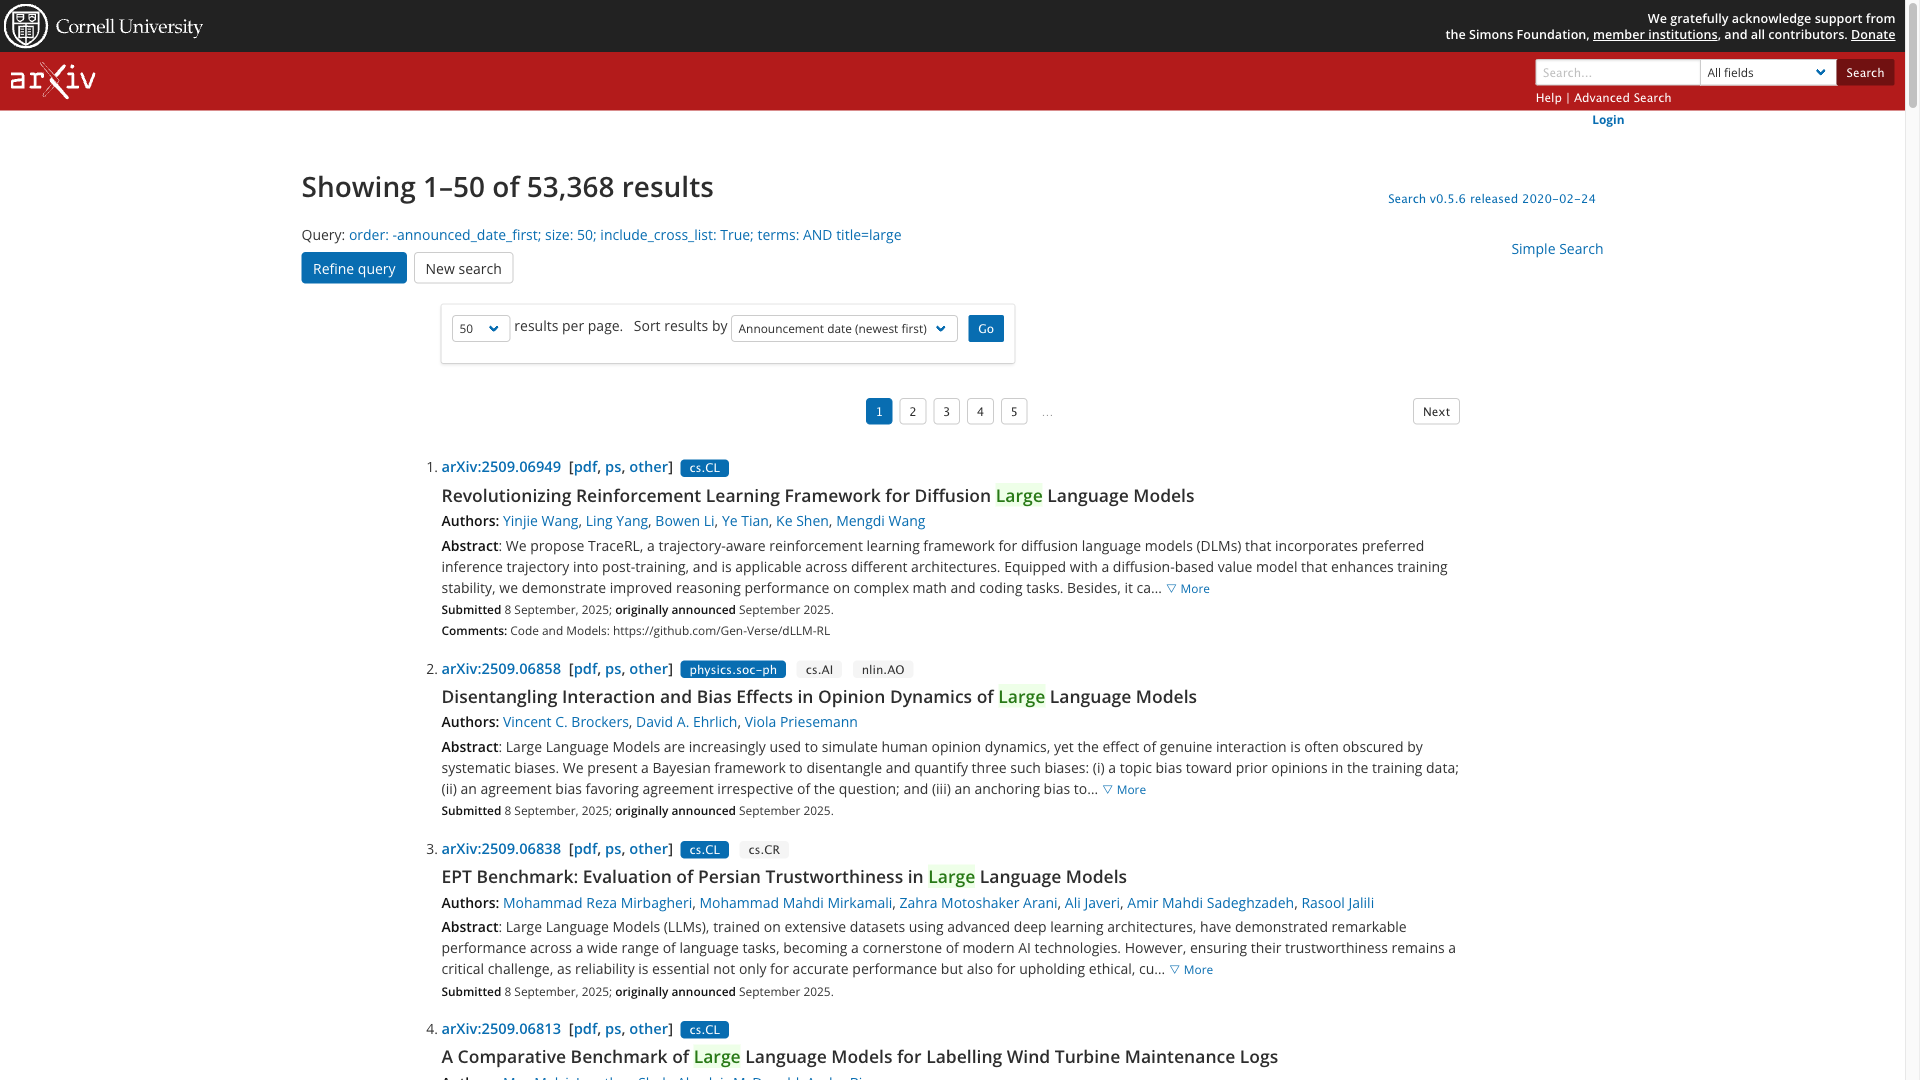 Cornell University
We gratefully acknowledge support from
the Simons Foundation, member institutions, and all contributors. Donate
arXiv
Search...
All fields
Search
Help | Advanced Search
Login
Showing 1–50 of 53,368 results
Search v0.5.6 released 2020-02-24
Query: order: -announced_date_first; size: 50; include_cross_list: True; terms: AND title=large
Simple Search
Refine query
New search
50 results per page. Sort results by Announcement date (newest first) Go
1 2 3 4 5 ... Next
1. arXiv:2509.06949 [pdf, ps, other] cs.CL
Revolutionizing Reinforcement Learning Framework for Diffusion Large Language Models
Authors: Yinjie Wang, Ling Yang, Bowen Li, Ye Tian, Ke Shen, Mengdi Wang
Abstract: We propose TraceRL, a trajectory-aware reinforcement learning framework for diffusion language models (DLMs) that incorporates preferred
inference trajectory into post-training, and is applicable across different architectures. Equipped with a diffusion-based value model that enhances training
stability, we demonstrate improved reasoning performance on complex math and coding tasks. Besides, it ca... ▽ More
Submitted 8 September, 2025; originally announced September 2025.
Comments: Code and Models: https://github.com/Gen-Verse/dLLM-RL
2. arXiv:2509.06858 [pdf, ps, other] physics.soc-ph cs.AI nlin.AO
Disentangling Interaction and Bias Effects in Opinion Dynamics of Large Language Models
Authors: Vincent C. Brockers, David A. Ehrlich, Viola Priesemann
Abstract: Large Language Models are increasingly used to simulate human opinion dynamics, yet the effect of genuine interaction is often obscured by
systematic biases. We present a Bayesian framework to disentangle and quantify three such biases: (i) a topic bias toward prior opinions in the training data;
(ii) an agreement bias favoring agreement irrespective of the question; and (iii) an anchoring bias to... ▽ More
Submitted 8 September, 2025; originally announced September 2025.
3. arXiv:2509.06838 [pdf, ps, other] cs.CL cs.CR
EPT Benchmark: Evaluation of Persian Trustworthiness in Large Language Models
Authors: Mohammad Reza Mirbagheri, Mohammad Mahdi Mirkamali, Zahra Motoshaker Arani, Ali Javeri, Amir Mahdi Sadeghzadeh, Rasool Jalili
Abstract: Large Language Models (LLMs), trained on extensive datasets using advanced deep learning architectures, have demonstrated remarkable
performance across a wide range of language tasks, becoming a cornerstone of modern AI technologies. However, ensuring their trustworthiness remains a
critical challenge, as reliability is essential not only for accurate performance but also for upholding ethical, cu... ▽ More
Submitted 8 September, 2025; originally announced September 2025.
4. arXiv:2509.06813 [pdf, ps, other] cs.CL
A Comparative Benchmark of Large Language Models for Labelling Wind Turbine Maintenance Logs